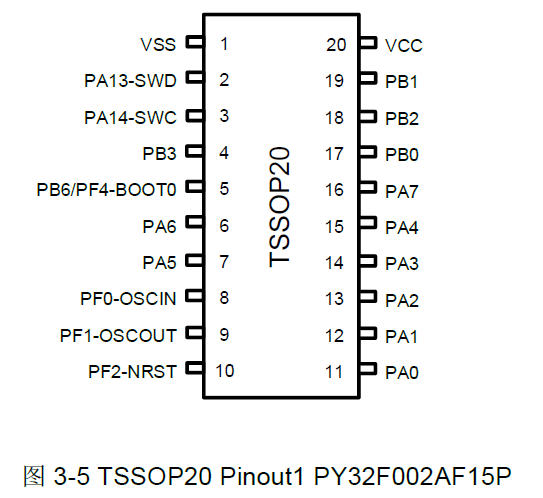 VSS 1 20 VCC
PA13-SWD 2 19 PB1
PA14-SWC 3 18 PB2
PB3 4 17 PB0
PB6/PF4-BOOT0 5 16 PA7
PA6 6 15 PA4
PA5 7 14 PA3
PF0-OSCIN 8 13 PA2
PF1-OSCOUT 9 12 PA1
PF2-NRST 10 11 PA0
TSSOP20
图 3-5 TSSOP20 Pinout1 PY32F002AF15P